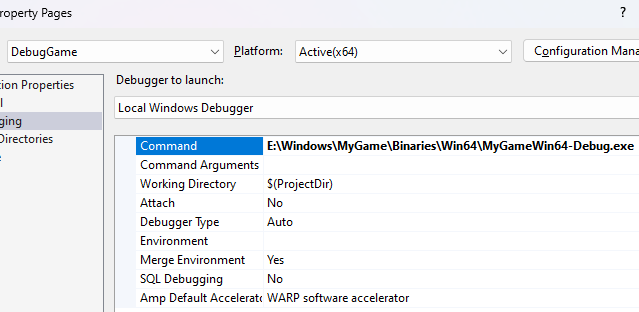 roperty Pages ?
DebugGame Platform: Active(x64) Configuration Mana
tion Properties
l
ging
Directories
Debugger to launch:
Local Windows Debugger
Command E:\Windows\MyGame\Binaries\Win64\MyGameWin64-Debug.exe
Command Arguments
Working Directory $(ProjectDir)
Attach No
Debugger Type Auto
Environment
Merge Environment Yes
SQL Debugging No
Amp Default Accelerato WARP software accelerator